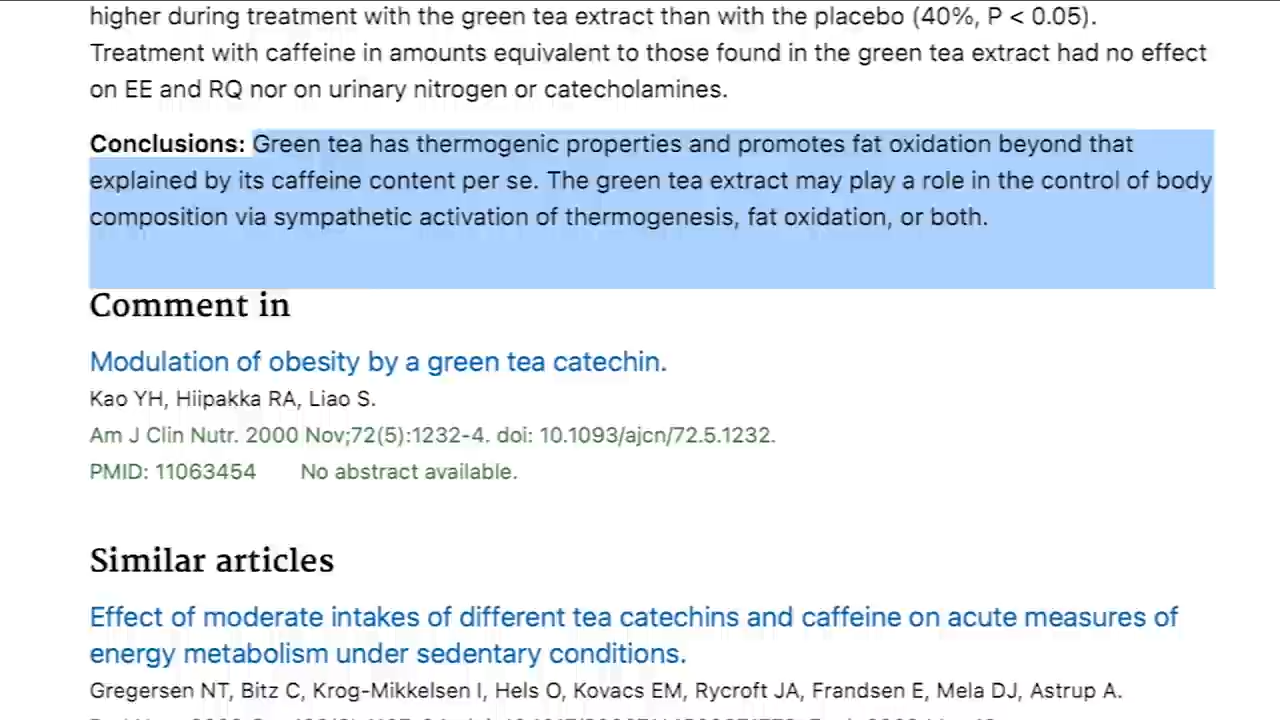 higher during treatment with the green tea extract than with the placebo (40%, P < 0.05).
Treatment with caffeine in amounts equivalent to those found in the green tea extract had no effect
on EE and RQ nor on urinary nitrogen or catecholamines.
Conclusions: Green tea has thermogenic properties and promotes fat oxidation beyond that
explained by its caffeine content per se. The green tea extract may play a role in the control of body
composition via sympathetic activation of thermogenesis, fat oxidation, or both.
Comment in
Modulation of obesity by a green tea catechin.
Kao YH, Hiipakka RA, Liao S.
Am J Clin Nutr. 2000 Nov;72(5):1232-4. doi: 10.1093/ajcn/72.5.1232.
PMID: 11063454 No abstract available.
Similar articles
Effect of moderate intakes of different tea catechins and caffeine on acute measures of
energy metabolism under sedentary conditions.
Gregersen NT, Bitz C, Krog-Mikkelsen I, Hels O, Kovacs EM, Rycroft JA, Frandsen E, Mela DJ, Astrup A.